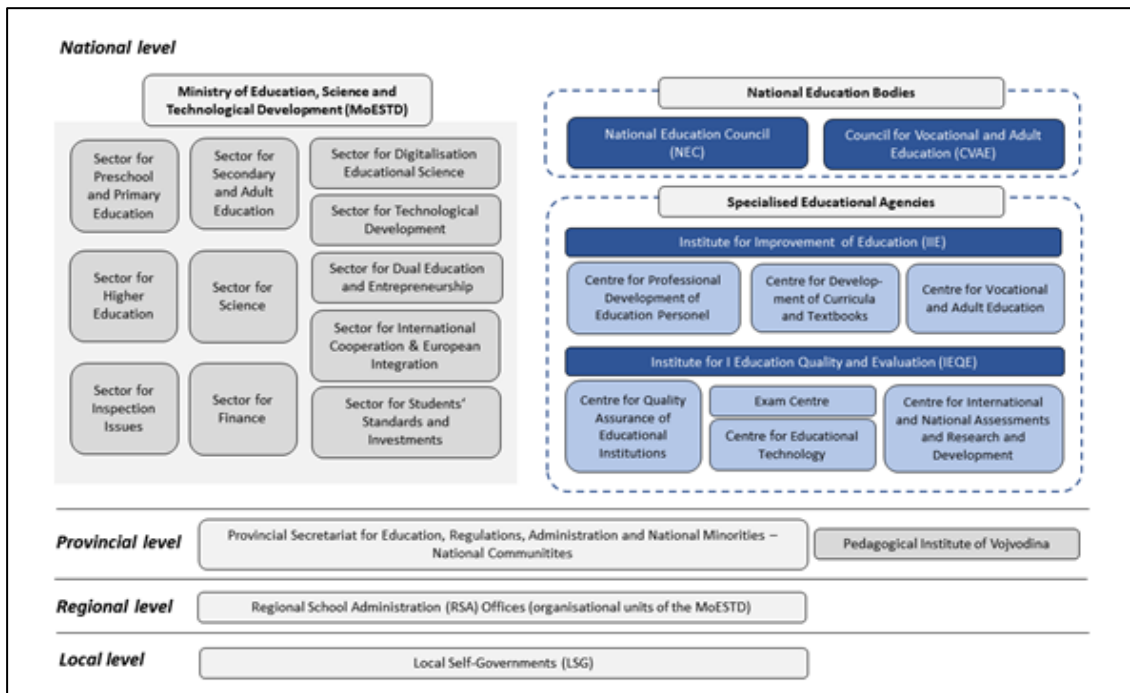 National level
Ministry of Education, Science and
Technological Development (MoESTD)
Sector for
Preschool
and Primary
Education
Sector for
Secondary
and Adult
Education
Sector for Digitalisation
Educational Science
Sector for Technological
Development
Sector for Higher
Education
Sector for
Science
Sector for Dual Education
and Entrepreneurship
Sector for International
Cooperation & European
Integration
Sector for
Inspection
Issues
Sector for
Finance
Sector for Students'
Standards and
Investments
National Education Bodies
National Education Council
(NEC)
Council for Vocational and Adult
Education (CVAE)
Specialised Educational Agencies
Institute for Improvement of Education (IIE)
Centre for Professional
Development of
Education Personel
Centre for Develop-
ment of Curricula
and Textbooks
Centre for Vocational
and Adult Education
Institute for I Education Quality and Evaluation (IEQE)
Centre for Quality
Assurance of
Educational
Institutions
Exam Centre
Centre for Educational
Technology
Centre for International
and National Assessments
and Research and
Development
Provincial level
Provincial Secretariat for Education, Regulations, Administration and National Minorities –
National Communitites
Pedagogical Institute of Vojvodina
Regional level
Regional School Administration (RSA) Offices (organisational units of the MoESTD)
Local level
Local Self-Governments (LSG)